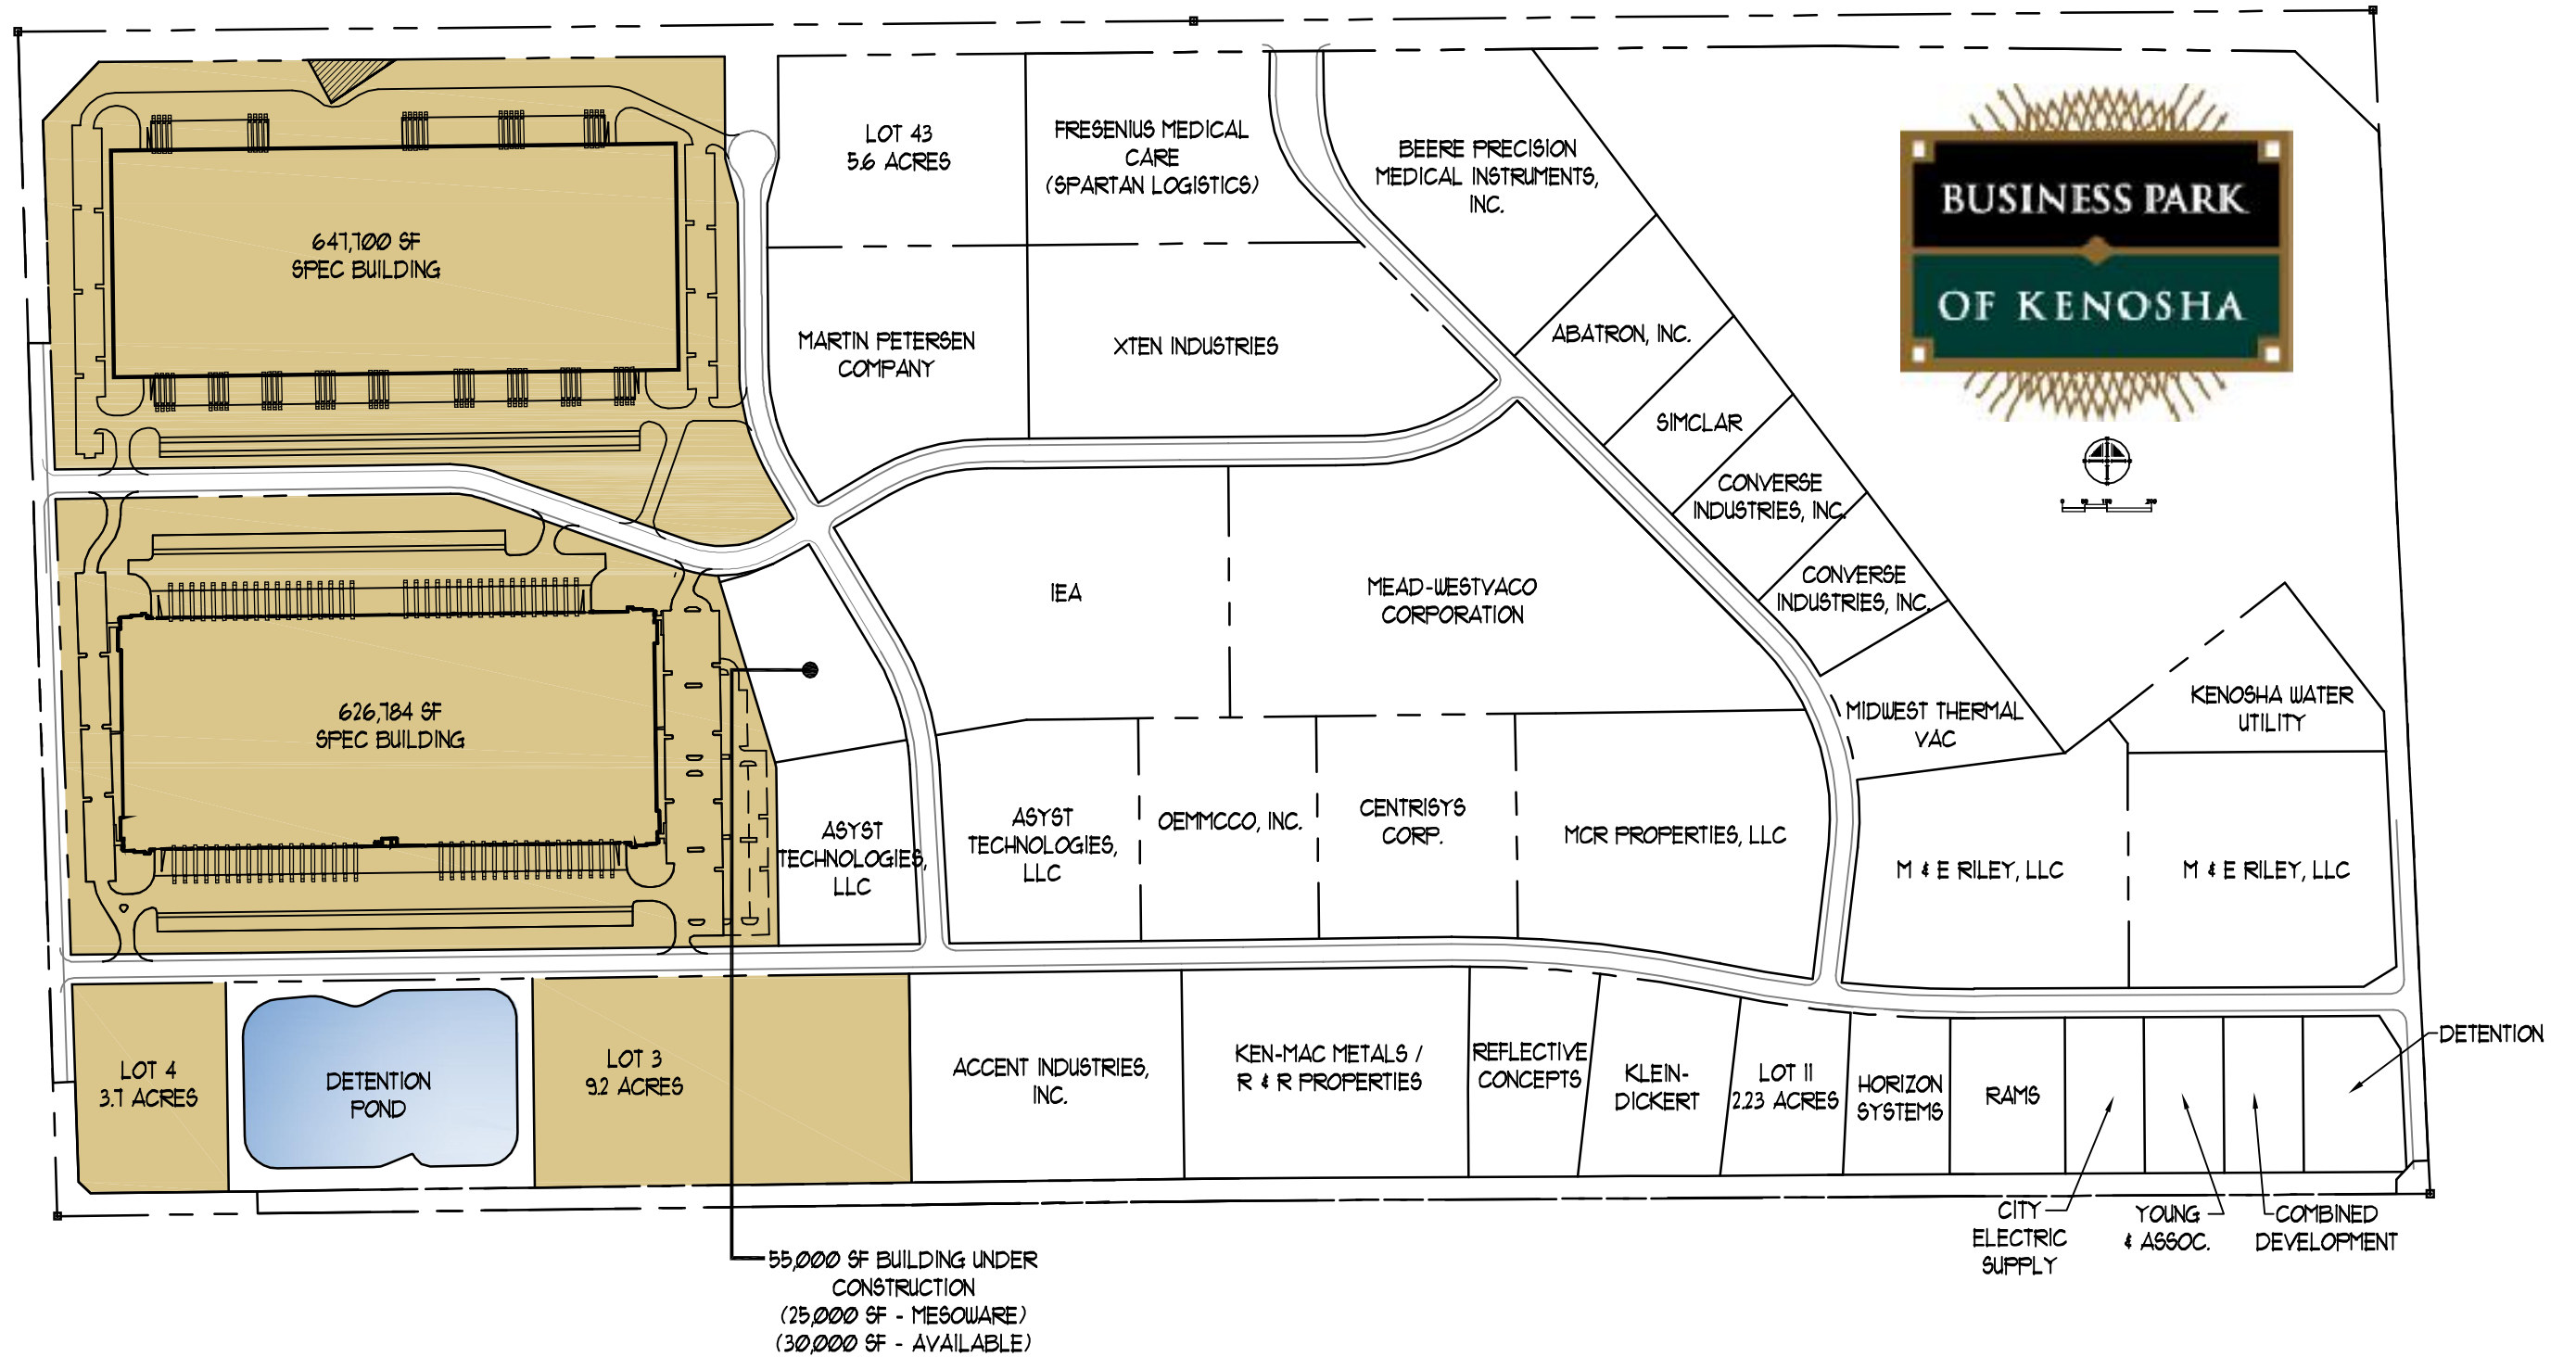 BUSINESS PARK
OF KENOSHA
647,700 SF
SPEC BUILDING
LOT 43
5.6 ACRES
FRESENIUS MEDICAL
CARE
(SPARTAN LOGISTICS)
BEERE PRECISION
MEDICAL INSTRUMENTS,
INC.
MARTIN PETERSEN
COMPANY
XTEN INDUSTRIES
ABATRON, INC.
SIMCLAR
CONVERSE
INDUSTRIES, INC.
CONVERSE
INDUSTRIES, INC.
IEA
MEAD-WESTVACO
CORPORATION
MIDWEST THERMAL
VAC
KENOSHA WATER
UTILITY
626,784 SF
SPEC BUILDING
ASYST
TECHNOLOGIES,
LLC
ASYST
TECHNOLOGIES,
LLC
OEMMCCO, INC.
CENTRISYS
CORP.
MCR PROPERTIES, LLC
M & E RILEY, LLC
M & E RILEY, LLC
LOT 4
3.7 ACRES
DETENTION
POND
LOT 3
9.2 ACRES
ACCENT INDUSTRIES,
INC.
KEN-MAC METALS /
R & R PROPERTIES
REFLECTIVE
CONCEPTS
KLEIN-
DICKERT
LOT 11
2.23 ACRES
HORIZON
SYSTEMS
RAMS
DETENTION
CITY
ELECTRIC
SUPPLY
YOUNG
& ASSOC.
COMBINED
DEVELOPMENT
55,000 SF BUILDING UNDER
CONSTRUCTION
(25,000 SF - MESOWARE)
(30,000 SF - AVAILABLE)